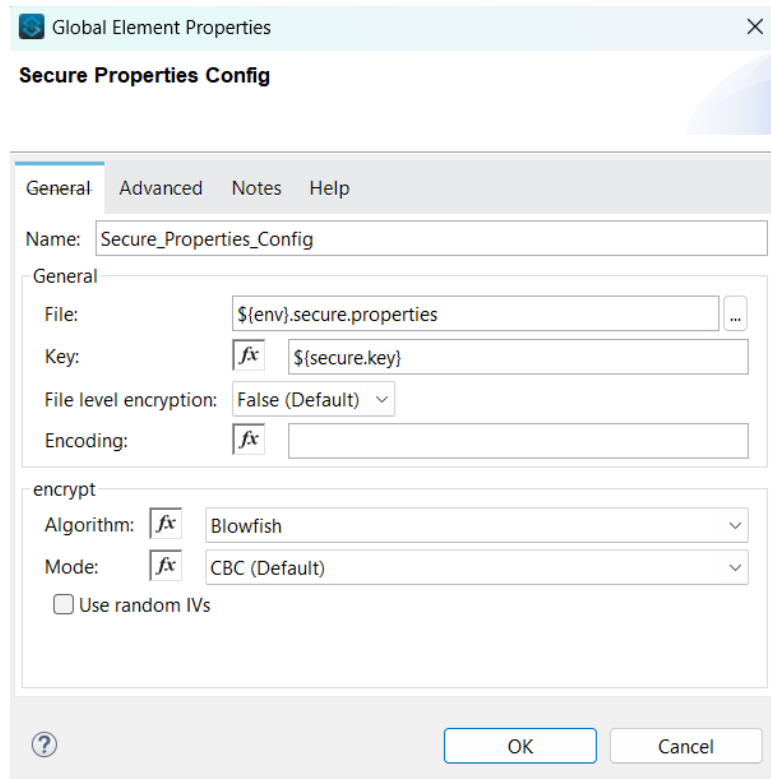 Global Element Properties
Secure Properties Config
General Advanced Notes Help
Name: Secure_Properties_Config
General
File: ${env}.secure.properties ...
Key: fx ${secure.key}
File level encryption: False (Default)
Encoding: fx
encrypt
Algorithm: fx Blowfish
Mode: fx CBC (Default)
Use random IVs
? OK Cancel